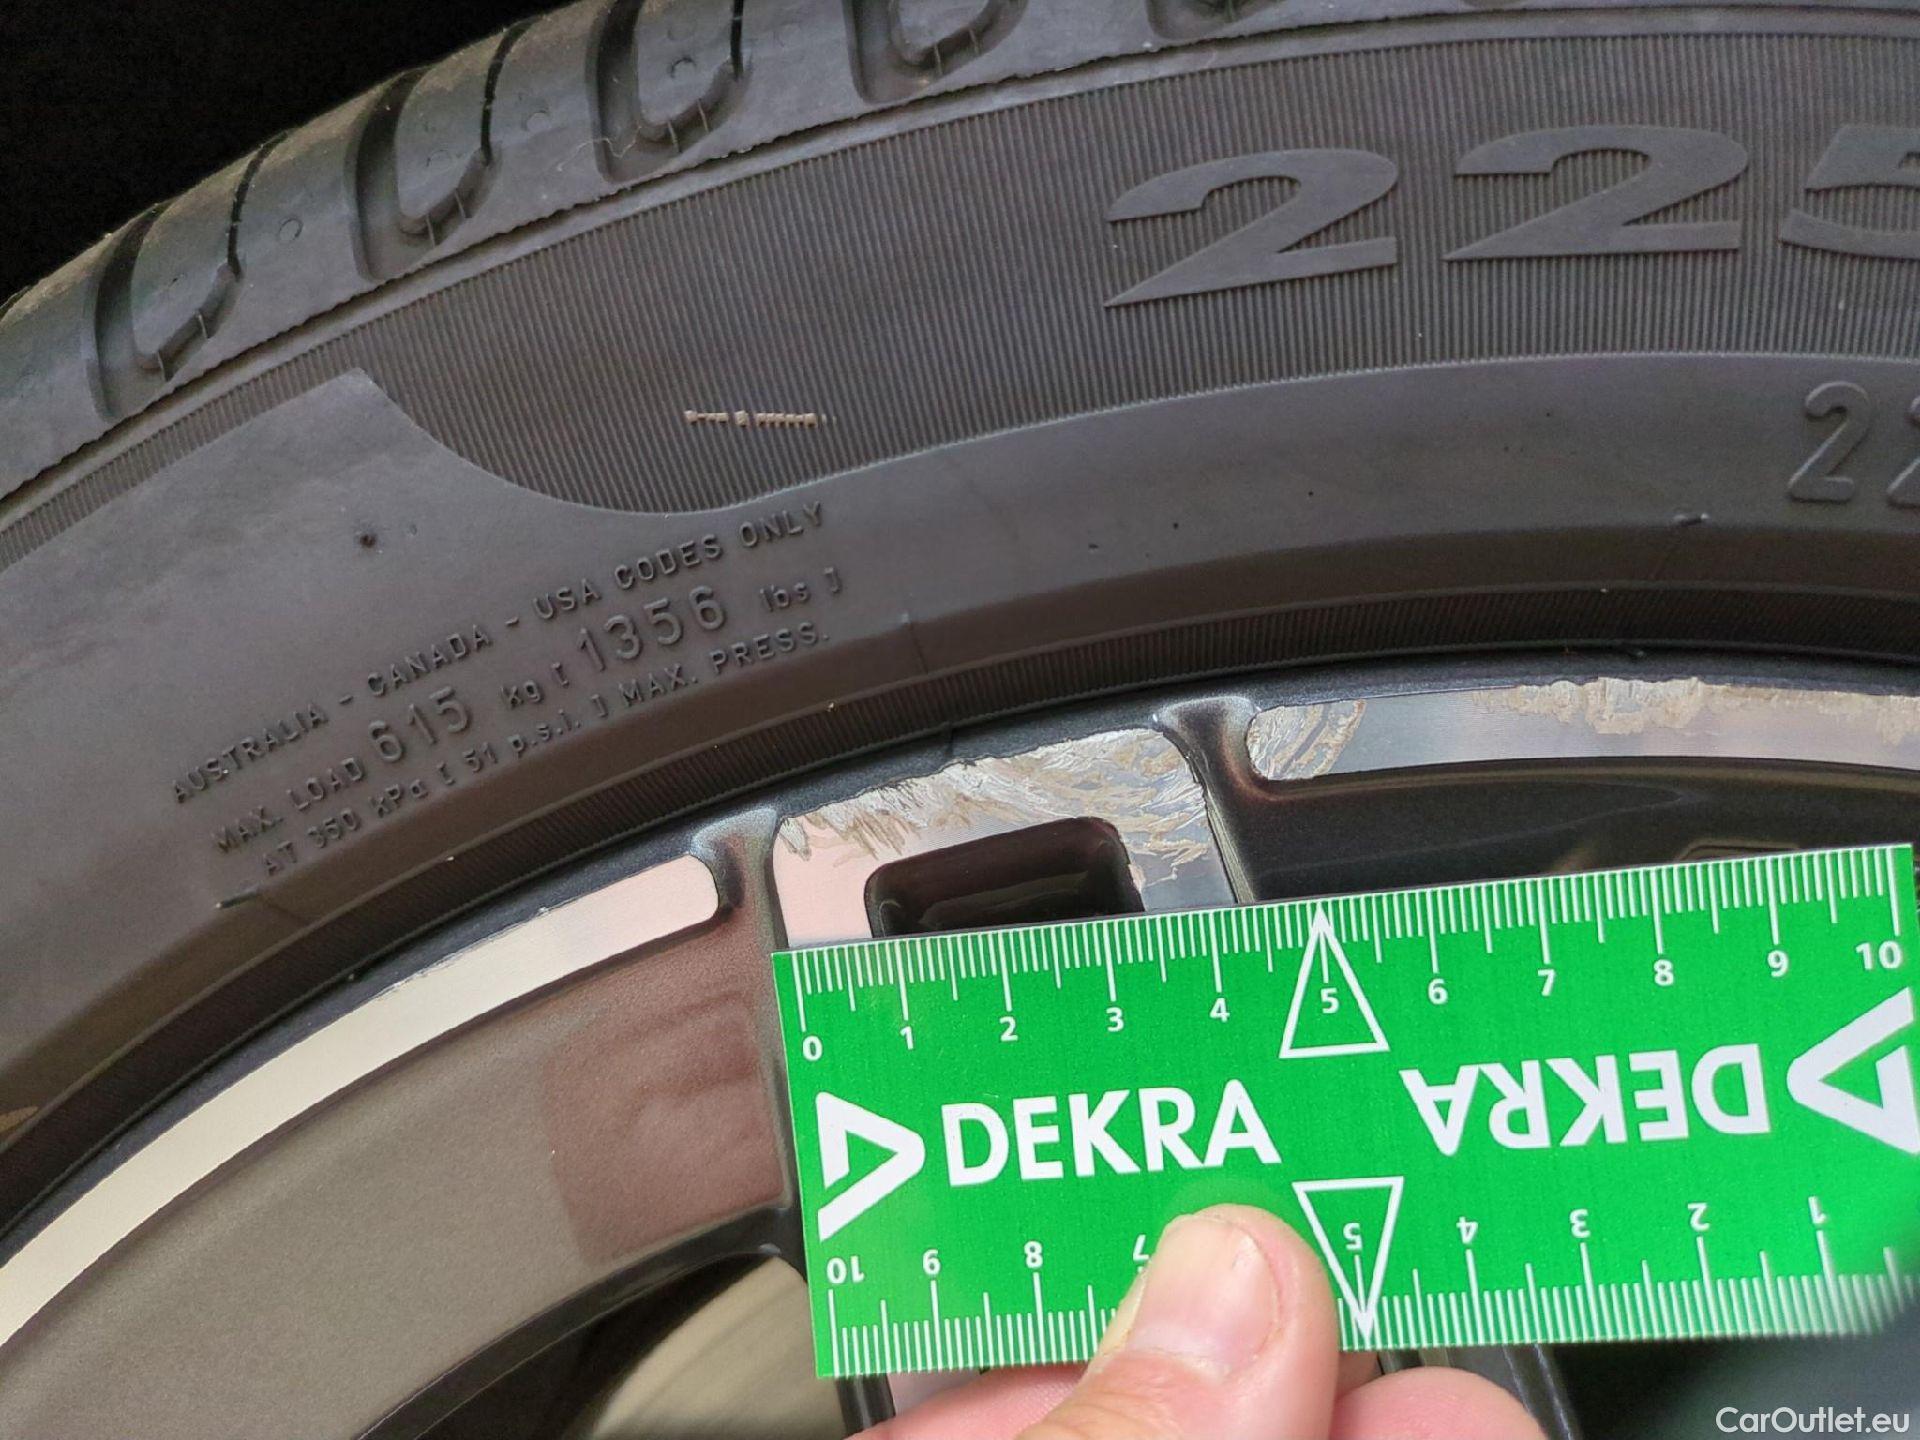 225
22
AUSTRALIA - CANADA - USA CODES ONLY
MAX. LOAD 615 kg [ 1356 lbs ]
AT 350 kPa [ 51 p.s.i. ] MAX. PRESS.
0 1 2 3 4 5 6 7 8 9 10
DEKRA DEKRA
10 9 8 7 5 4 3 2 1
CarOutlet.eu